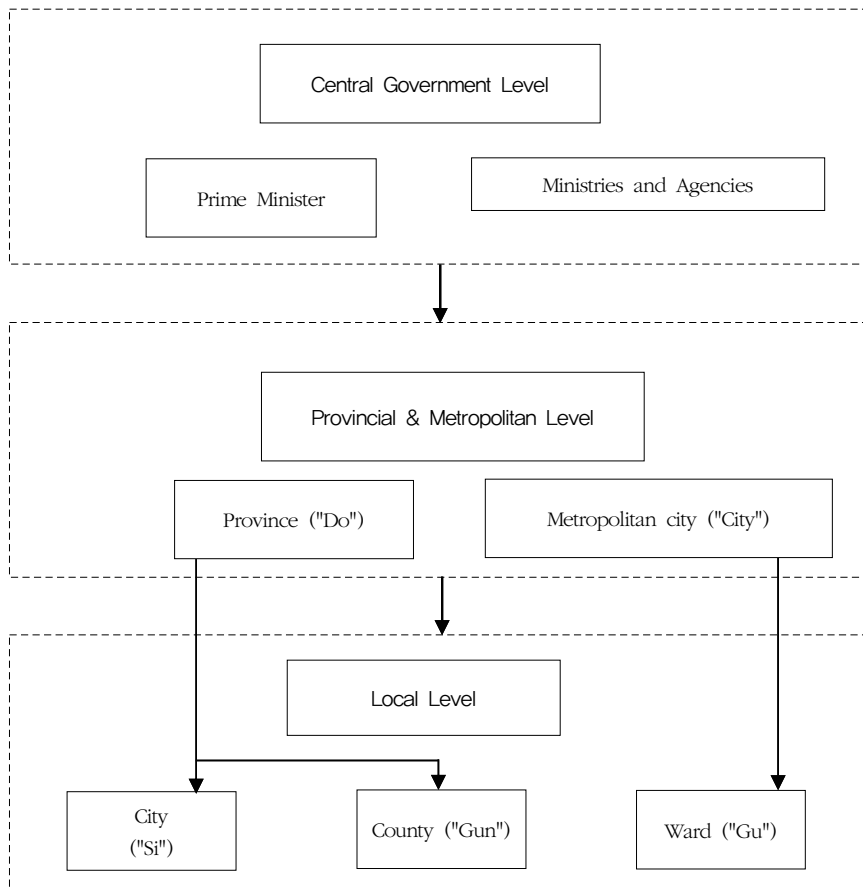 Central Government Level
Prime Minister
Ministries and Agencies
Provincial & Metropolitan Level
Province ("Do")
Metropolitan city ("City")
Local Level
City
("Si")
County ("Gun")
Ward ("Gu")